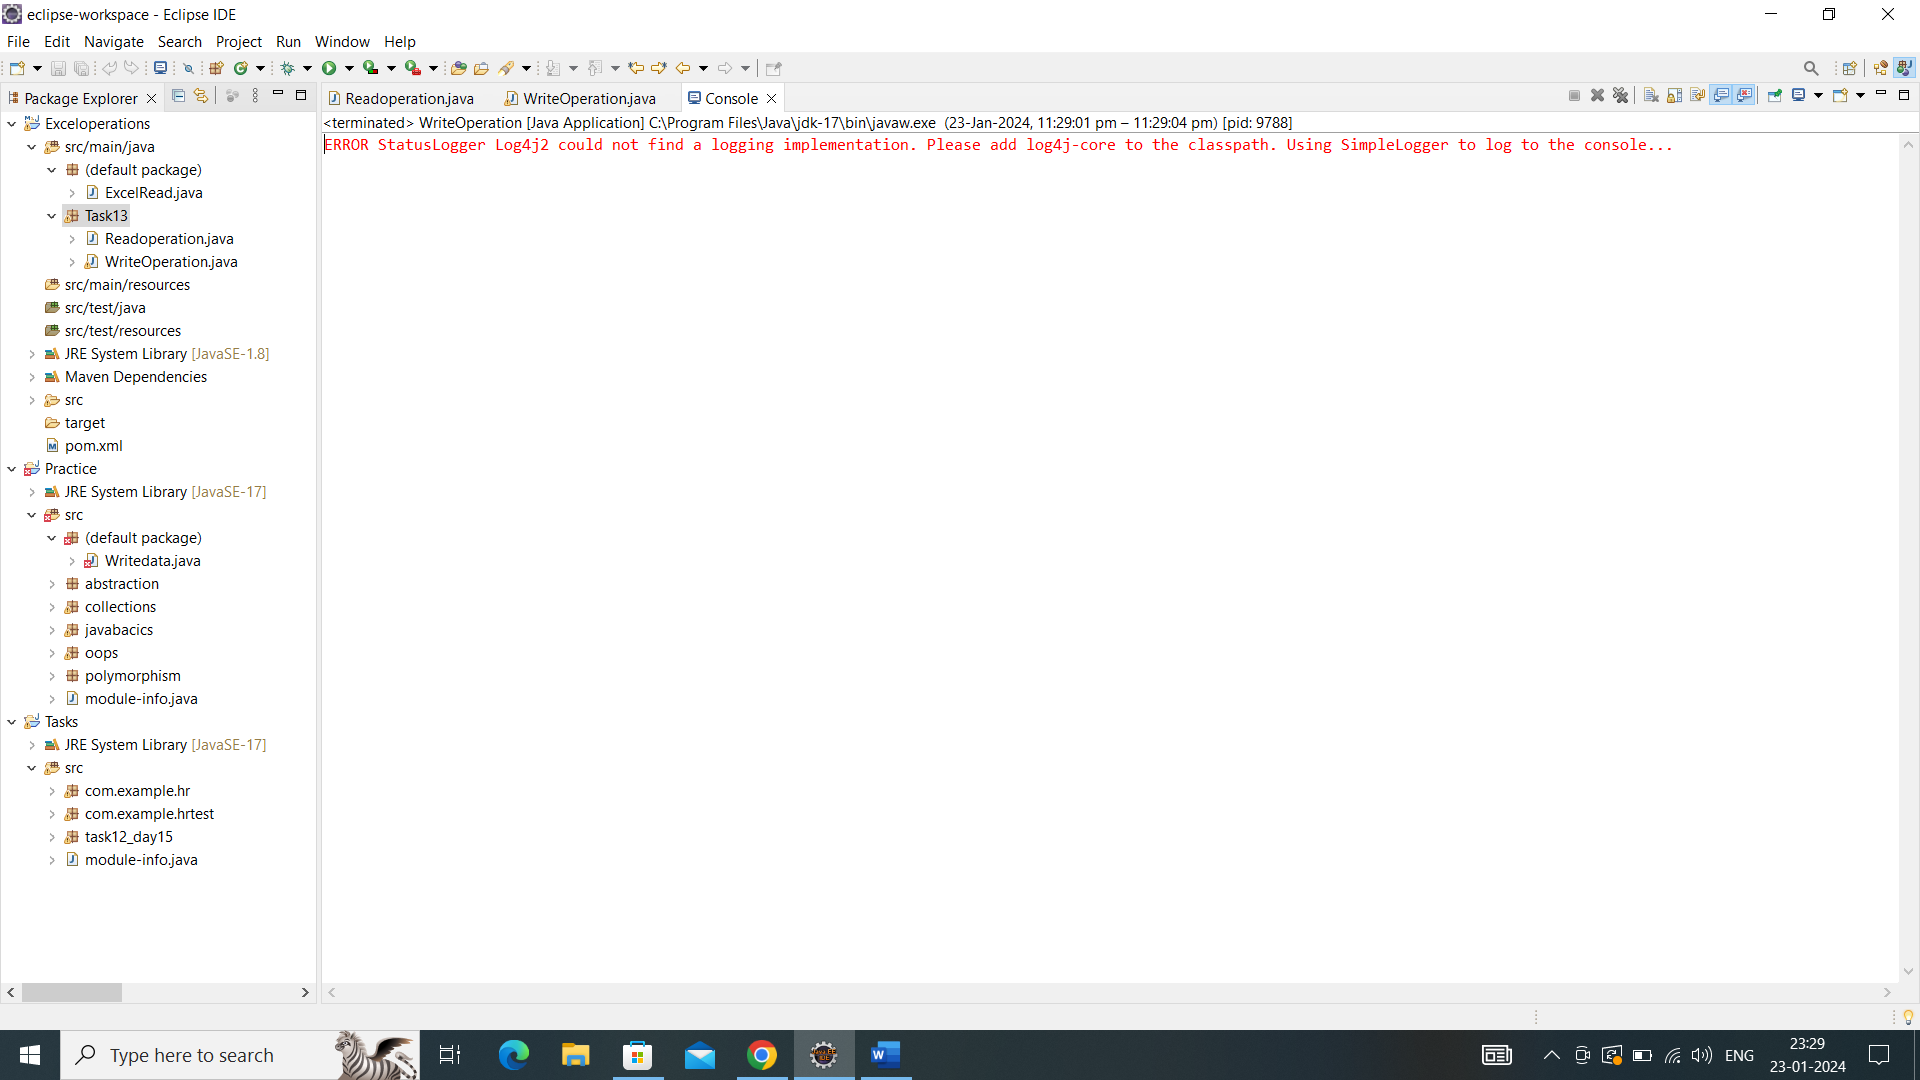 eclipse-workspace - Eclipse IDE
File Edit Navigate Search Project Run Window Help
Package Explorer
Readoperation.java WriteOperation.java Console
<terminated> WriteOperation [Java Application] C:\Program Files\Java\jdk-17\bin\javaw.exe (23-Jan-2024, 11:29:01 pm – 11:29:04 pm) [pid: 9788]
ERROR StatusLogger Log4j2 could not find a logging implementation. Please add log4j-core to the classpath. Using SimpleLogger to log to the console...
Exceloperations
src/main/java
(default package)
ExcelRead.java
Task13
Readoperation.java
WriteOperation.java
src/main/resources
src/test/java
src/test/resources
JRE System Library [JavaSE-1.8]
Maven Dependencies
src
target
pom.xml
Practice
JRE System Library [JavaSE-17]
src
(default package)
Writedata.java
abstraction
collections
javabacics
oops
polymorphism
module-info.java
Tasks
JRE System Library [JavaSE-17]
src
com.example.hr
com.example.hrtest
task12_day15
module-info.java
Type here to search
ENG
23:29
23-01-2024